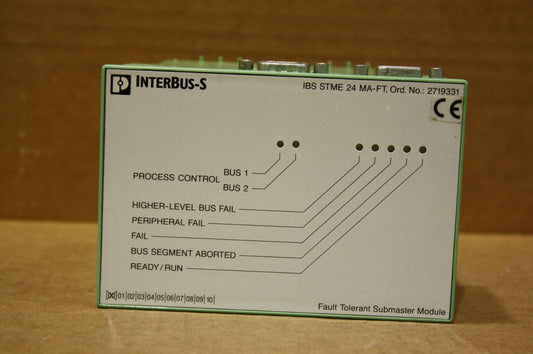 INTERBUS-S
IBS STME 24 MA-FT, Ord. No.: 2719331
CE
PROCESS CONTROL
BUS 1
BUS 2
HIGHER-LEVEL BUS FAIL
PERIPHERAL FAIL
FAIL
BUS SEGMENT ABORTED
READY/RUN
|01|02|03|04|05|06|07|08|09|10|
Fault Tolerant Submaster Module